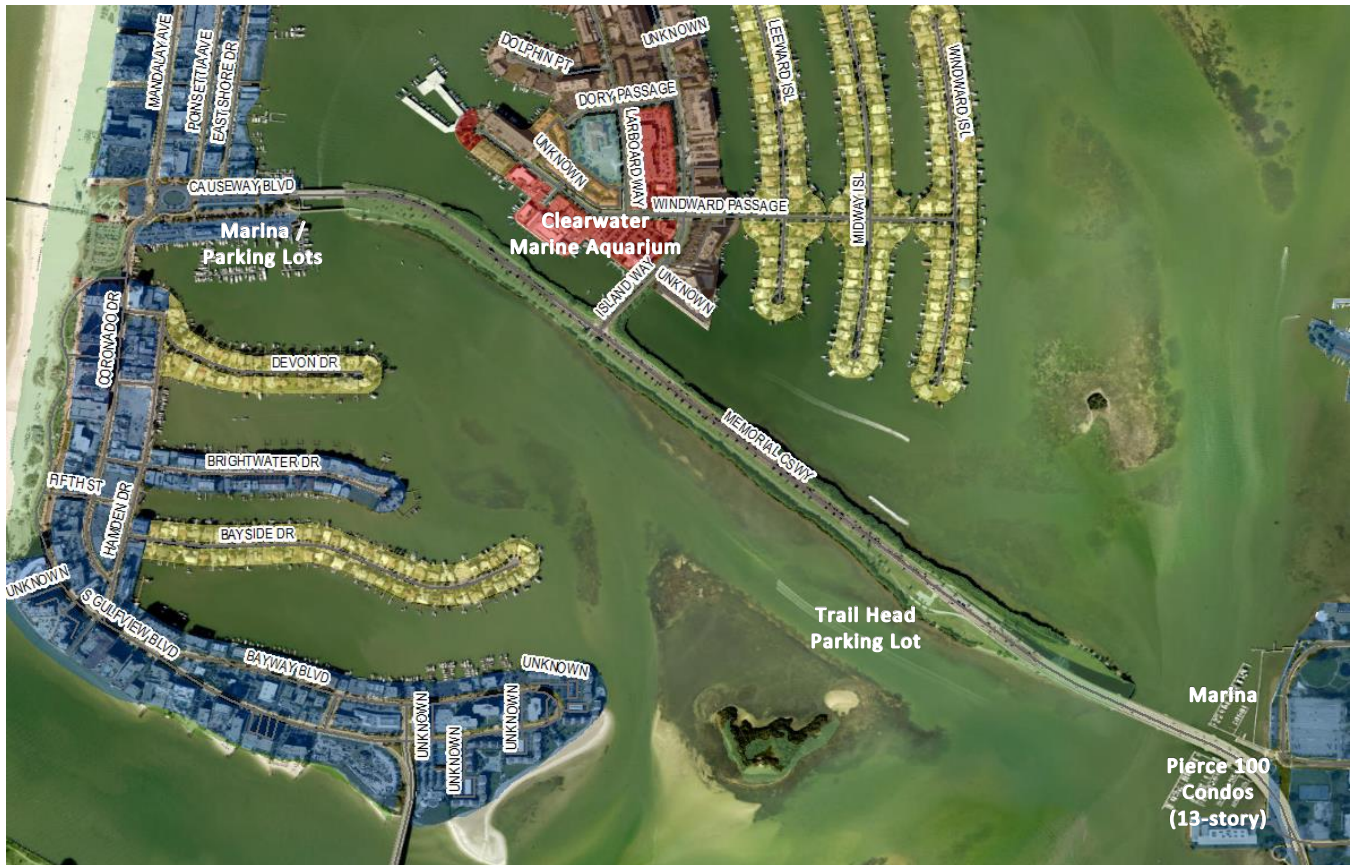 MANDALAY AVE
POINSETTIA AVE
EASTSHORE DR
DOLPHIN PT
UNKNOWN
LEEWARD ISL
WINDWARD ISL
DORY PASSAGE
LARBOARD WAY
UNKNOWN
CAUSEWAY BLVD
WINDWARD PASSAGE
MIDWAY ISL
Marina /
Parking Lots
Clearwater
Marine Aquarium
ISLAND WAY
UNKNOWN
CORONADO DR
DEVON DR
MEMORIAL CSWY
BRIGHTWATER DR
FIFTH ST
HAMDEN DR
BAYSIDE DR
UNKNOWN
S GULFVIEW BLVD
Trail Head
Parking Lot
BAYWAY BLVD
UNKNOWN
UNKNOWN
UNKNOWN
UNKNOWN
Marina
Pierce 100
Condos
(13-story)